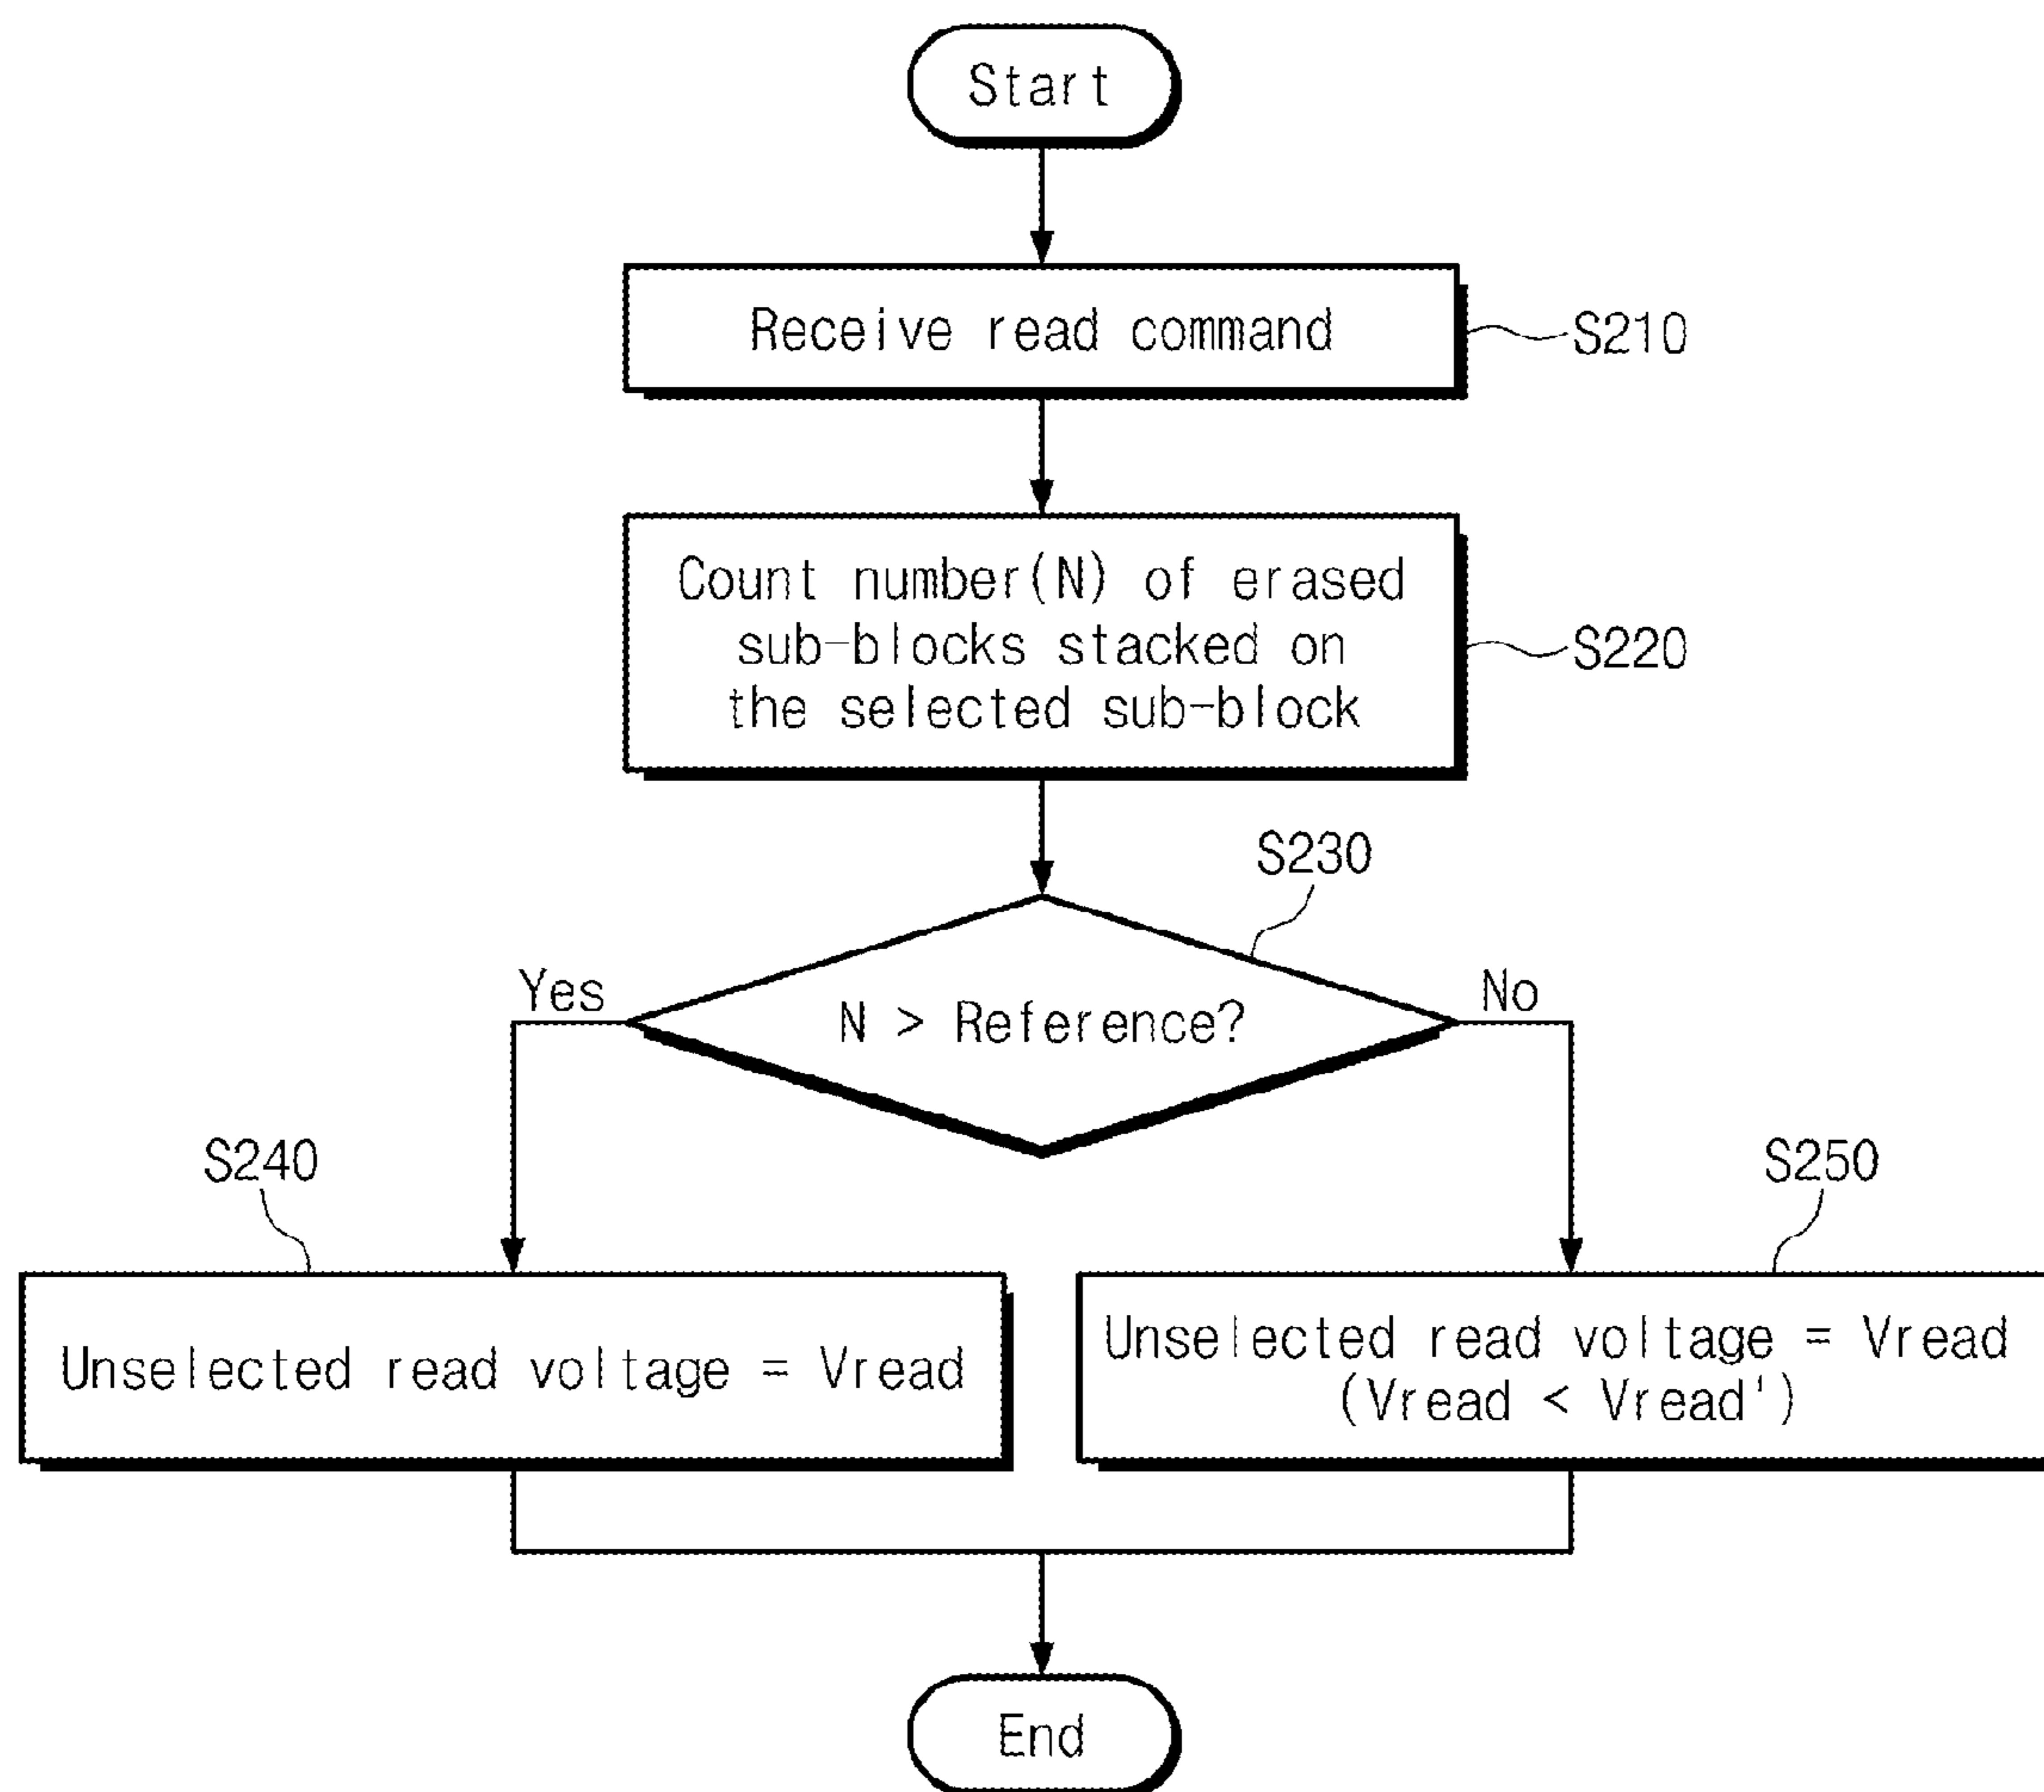 Start
Receive read command
S210
Count number(N) of erased
sub-blocks stacked on
the selected sub-block
S220
S230
Yes
N > Reference?
No
S240
S250
Unselected read voltage = Vread
Unselected read voltage = Vread
(Vread < Vread')
End